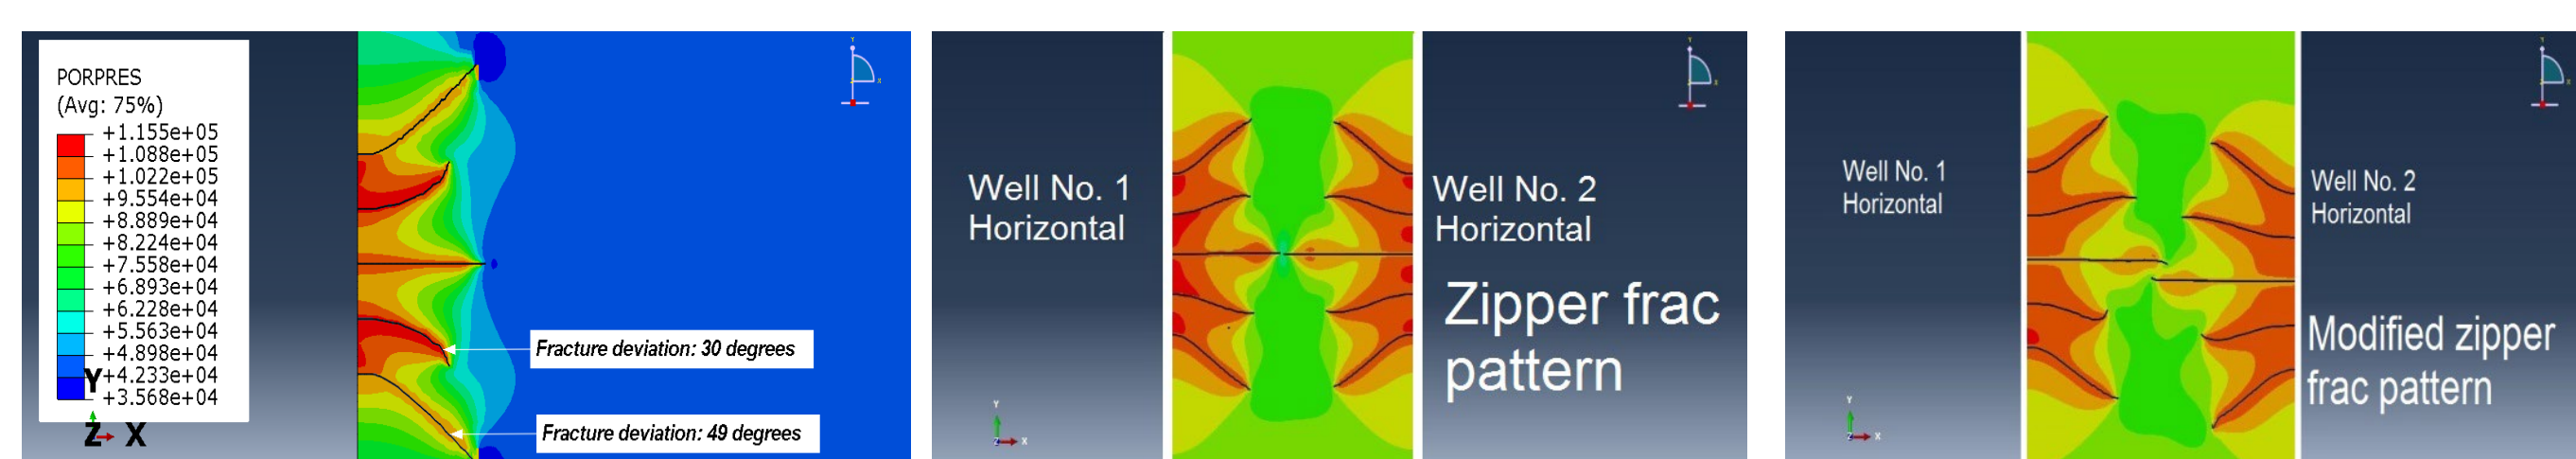 PORPRES
(Avg: 75%)
+1.155e+05
+1.088e+05
+1.022e+05
+9.554e+04
+8.889e+04
+8.224e+04
+7.558e+04
+6.893e+04
+6.228e+04
+5.563e+04
+4.898e+04
+4.233e+04
+3.568e+04
Y
Z X
Fracture deviation: 30 degrees
Fracture deviation: 49 degrees
Y
X
Well No. 1
Horizontal
Y
Z X
Well No. 2
Horizontal
Zipper frac
pattern
Y
X
Well No. 1
Horizontal
Y
Z X
Well No. 2
Horizontal
Modified zipper
frac pattern
Y
X